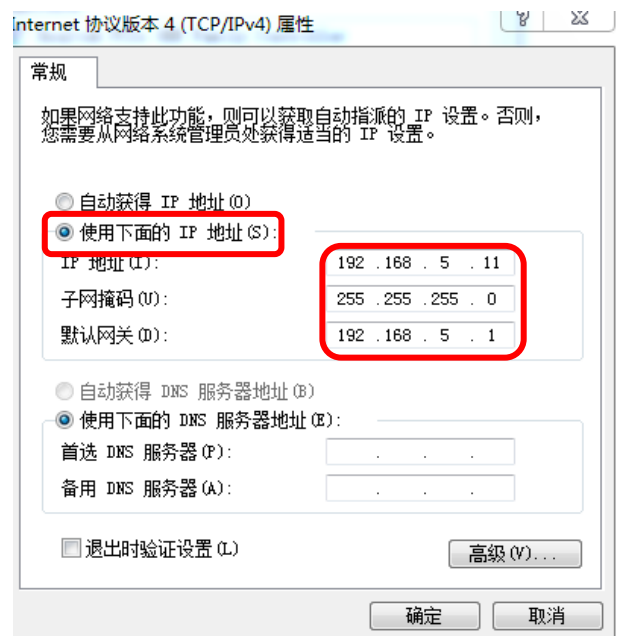 Internet 协议版本 4 (TCP/IPv4) 属性
常规
如果网络支持此功能，则可以获取自动指派的 IP 设置。否则，
您需要从网络系统管理员处获得适当的 IP 设置。
自动获得 IP 地址(O)
使用下面的 IP 地址(S):
IP 地址(I): 192 .168 . 5 . 11
子网掩码(U): 255 .255 .255 . 0
默认网关(D): 192 .168 . 5 . 1
自动获得 DNS 服务器地址(B)
使用下面的 DNS 服务器地址(E):
首选 DNS 服务器(P): . . .
备用 DNS 服务器(A): . . .
退出时验证设置(L)
高级(V)...
确定 取消